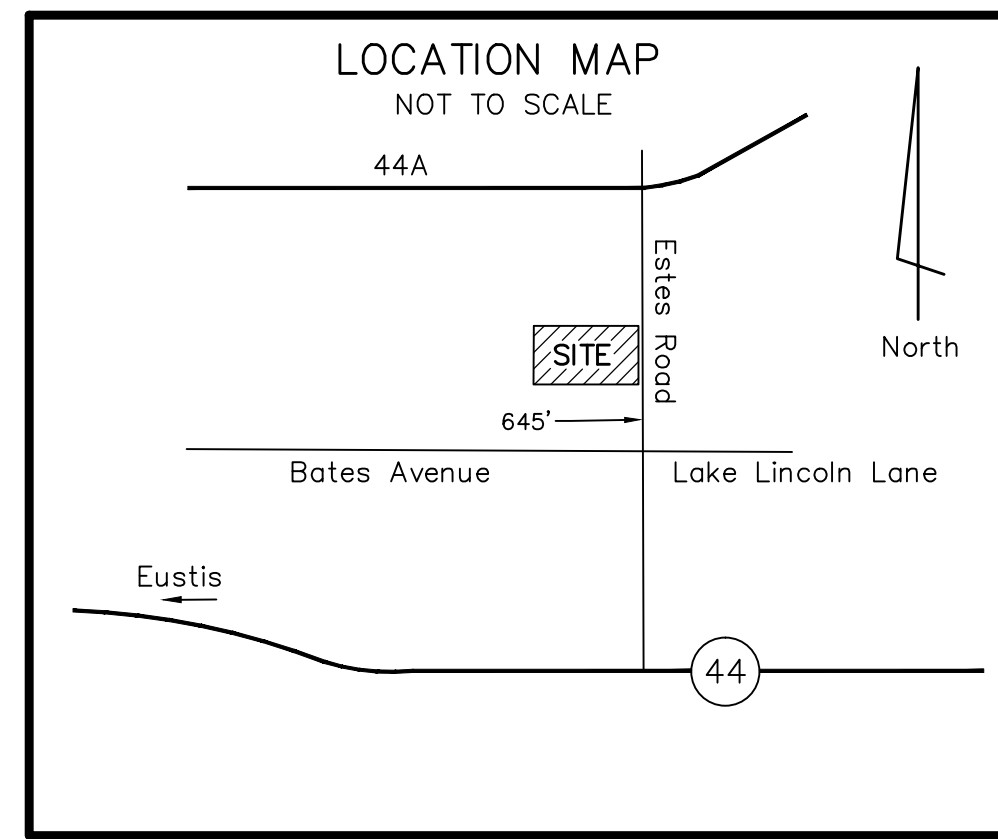 LOCATION MAP
NOT TO SCALE
44A
Estes Road
SITE
North
645'
Bates Avenue
Lake Lincoln Lane
Eustis
44